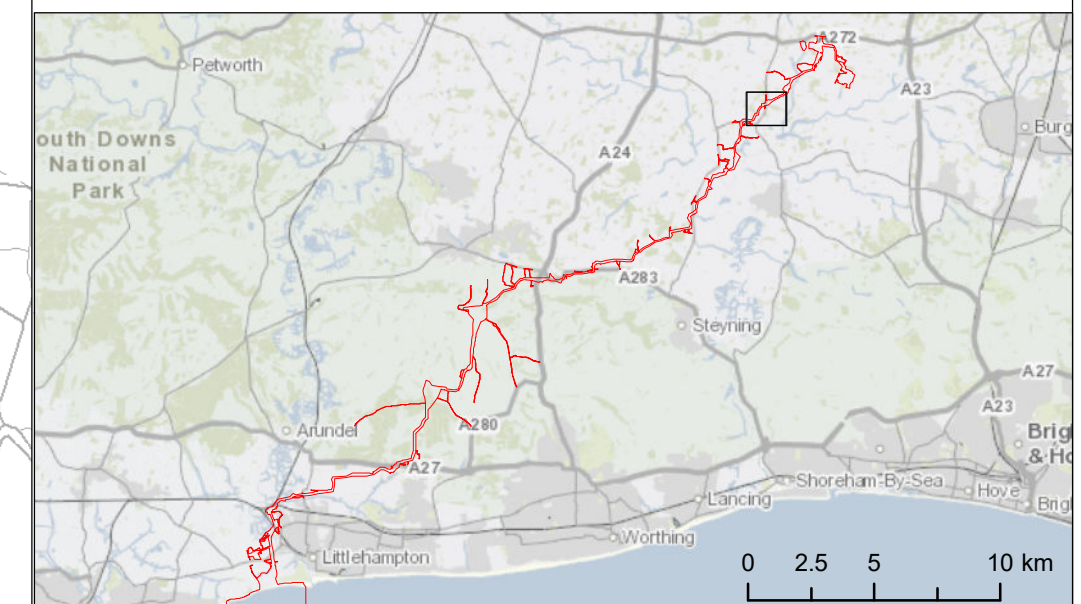 A272
Petworth
A23
Burg
outh Downs
National
Park
A24
A283
Steyning
A27
A23
Arundel
A280
Brig
& Ho
A27
Shoreham-By-Sea
Hove
Lancing
Brig
Worthing
Littlehampton
0 2.5 5 10 km